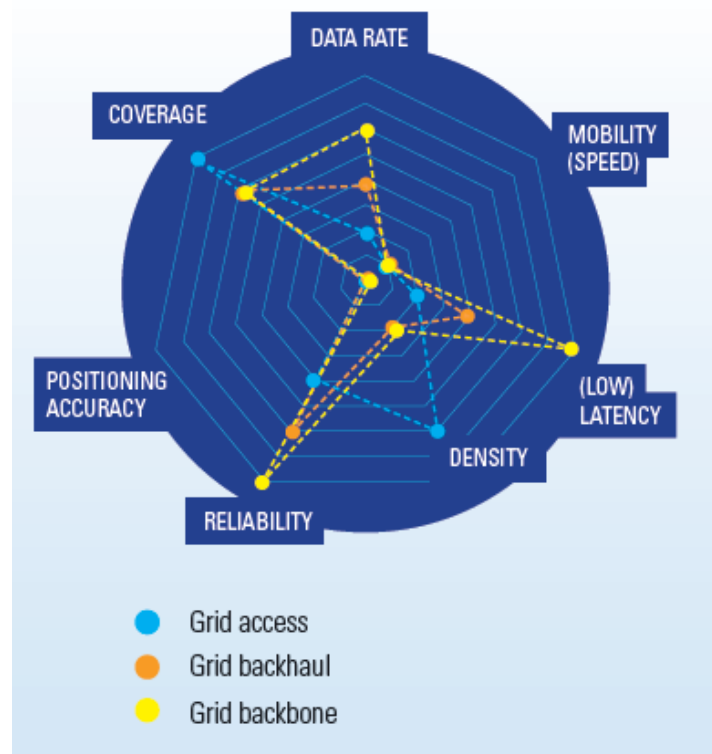 DATA RATE
COVERAGE
MOBILITY
(SPEED)
POSITIONING
ACCURACY
(LOW)
LATENCY
DENSITY
RELIABILITY
Grid access
Grid backhaul
Grid backbone